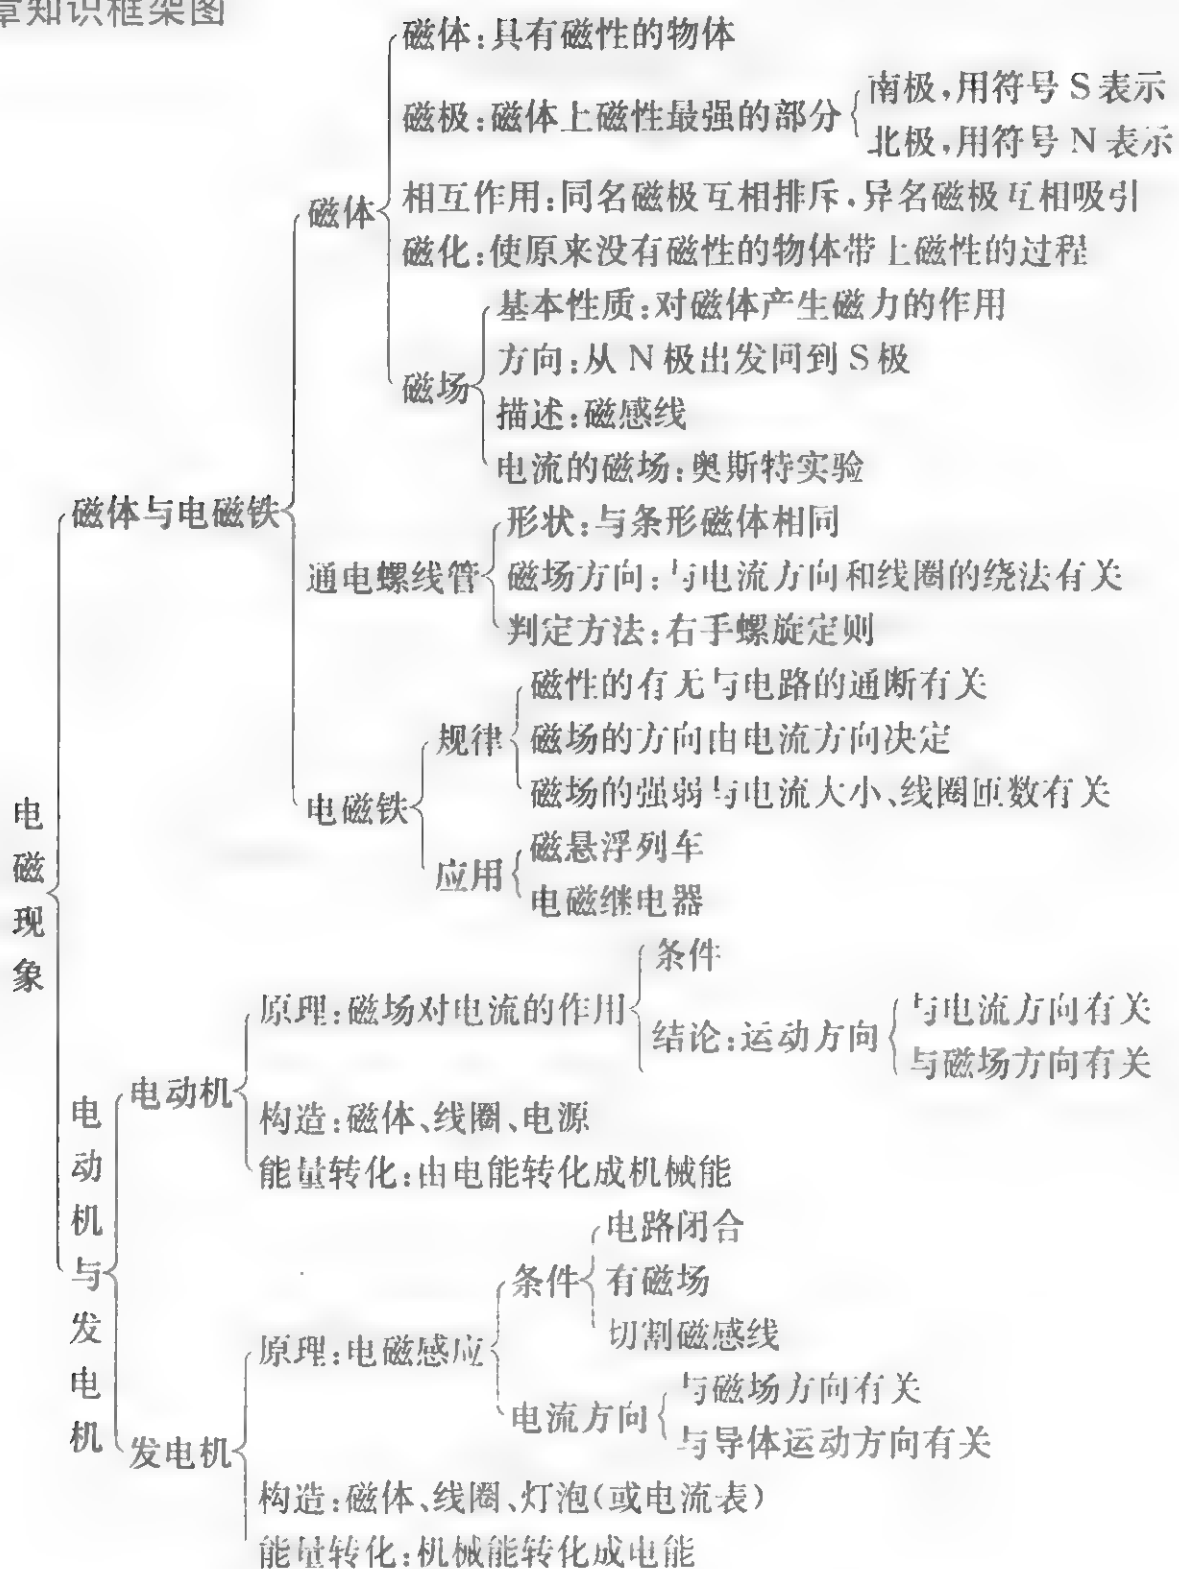 章知识框架图
磁体:具有磁性的物体
磁极:磁体上磁性最强的部分
南极,用符号 S 表示
北极,用符号 N 表示
磁体
相互作用:同名磁极互相排斥,异名磁极互相吸引
磁化:使原来没有磁性的物体带上磁性的过程
磁场
基本性质:对磁体产生磁力的作用
方向:从 N 极出发回到 S 极
描述:磁感线
电流的磁场:奥斯特实验
磁体与电磁铁
通电螺线管
形状:与条形磁体相同
磁场方向:与电流方向和线圈的绕法有关
判定方法:右手螺旋定则
电磁铁
规律
磁性的有无与电路的通断有关
磁场的方向由电流方向决定
磁场的强弱与电流大小、线圈匝数有关
应用
磁悬浮列车
电磁继电器
电磁现象
电动机与发电机
电动机
原理:磁场对电流的作用
条件
结论:运动方向
与电流方向有关
与磁场方向有关
构造:磁体、线圈、电源
能量转化:由电能转化成机械能
发电机
原理:电磁感应
条件
电路闭合
有磁场
切割磁感线
电流方向
与磁场方向有关
与导体运动方向有关
构造:磁体、线圈、灯泡(或电流表)
能量转化:机械能转化成电能